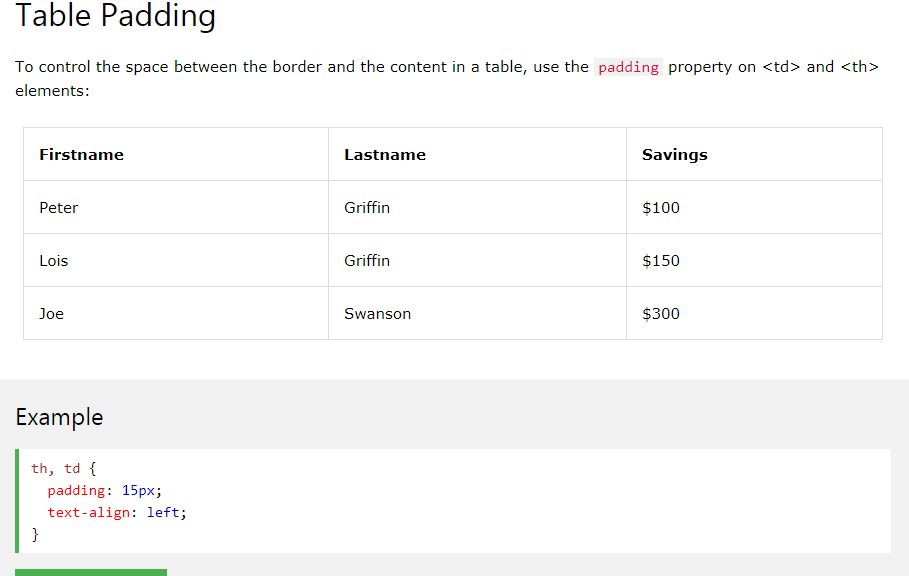 Table Padding
To control the space between the border and the content in a table, use the padding property on <td> and <th>
elements:
Firstname Lastname Savings
Peter Griffin $100
Lois Griffin $150
Joe Swanson $300
Example
th, td {
  padding: 15px;
  text-align: left;
}